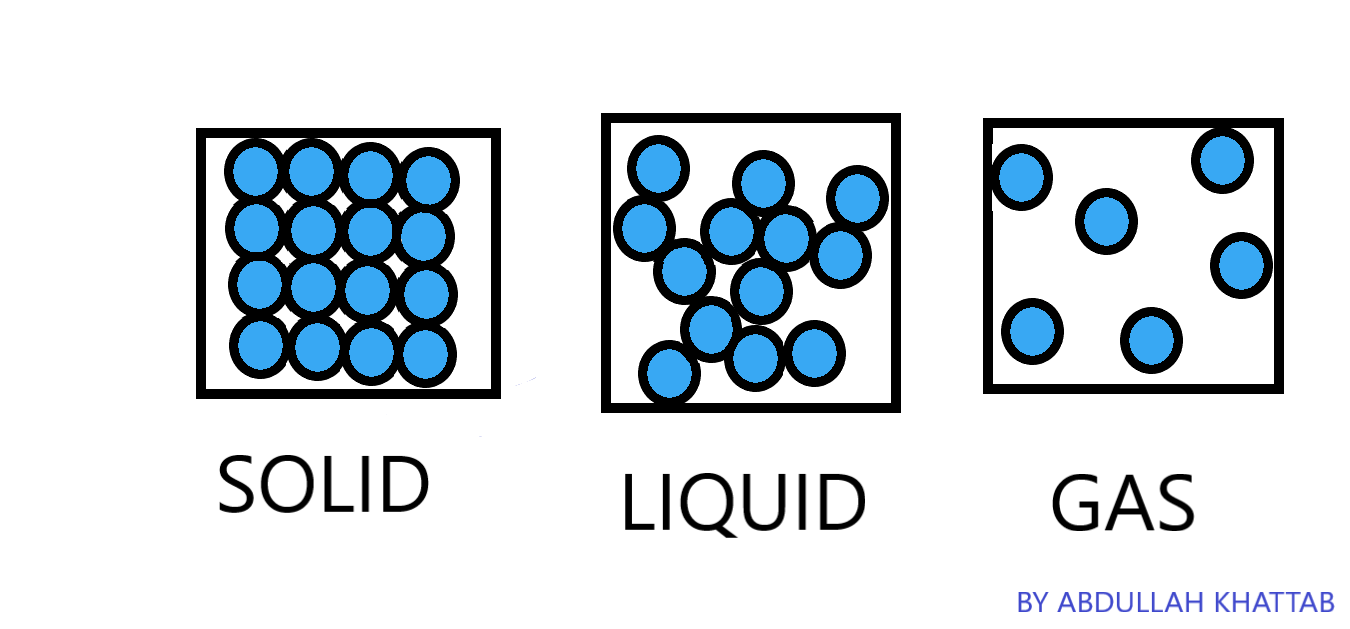 SOLID
LIQUID
GAS
BY ABDULLAH KHATTAB